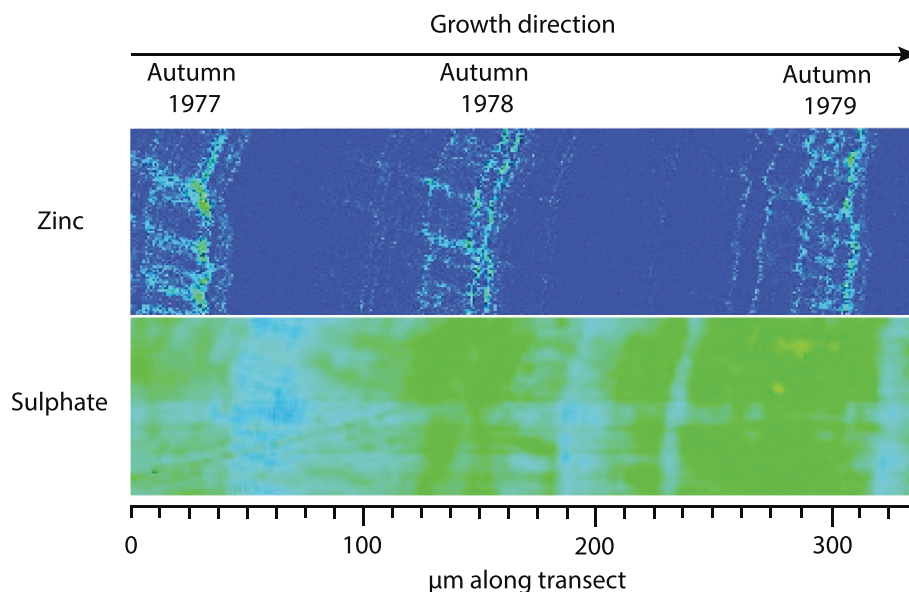 Growth direction
Autumn
1977
Autumn
1978
Autumn
1979
Zinc
Sulphate
0
100
200
300
µm along transect